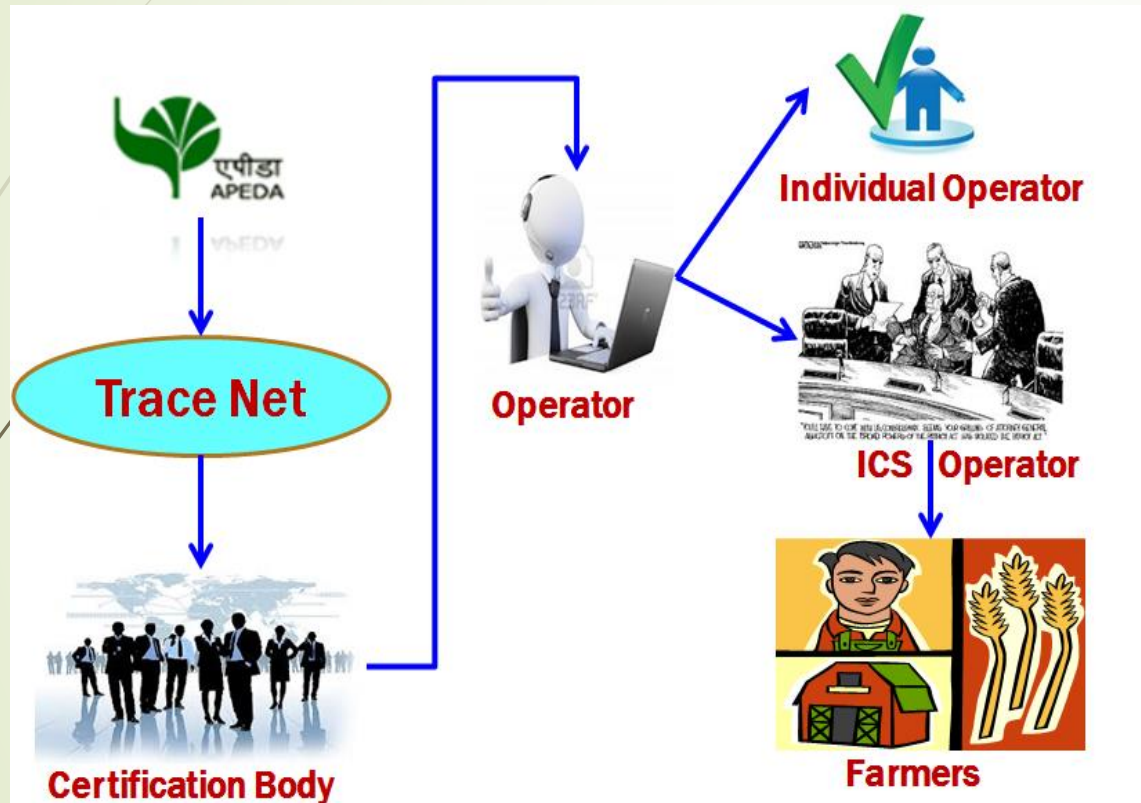 एपीडा
APEDA
Trace Net
Certification Body
Operator
Individual Operator
ICS Operator
Farmers